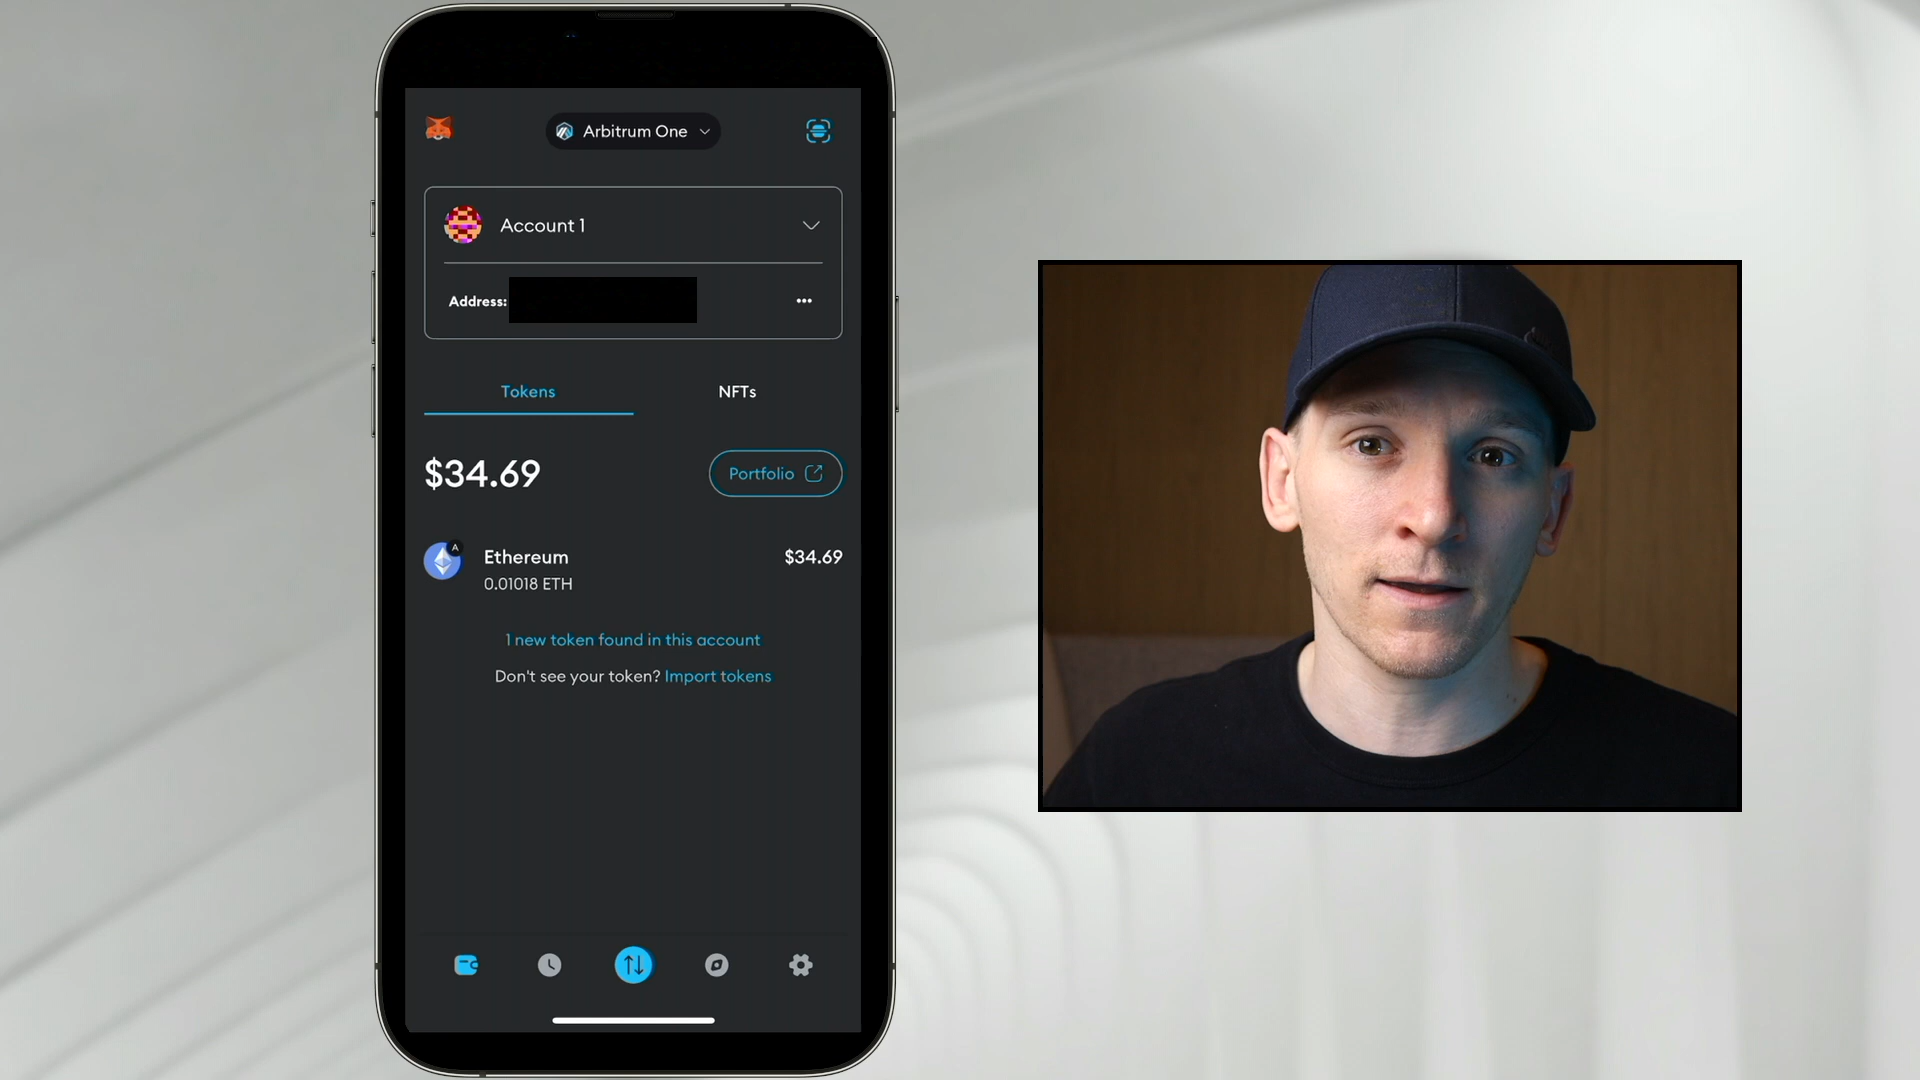 Arbitrum One
Account 1
Address:
Tokens
NFTs
$34.69
Portfolio
A
Ethereum
$34.69
0.01018 ETH
1 new token found in this account
Don't see your token? Import tokens